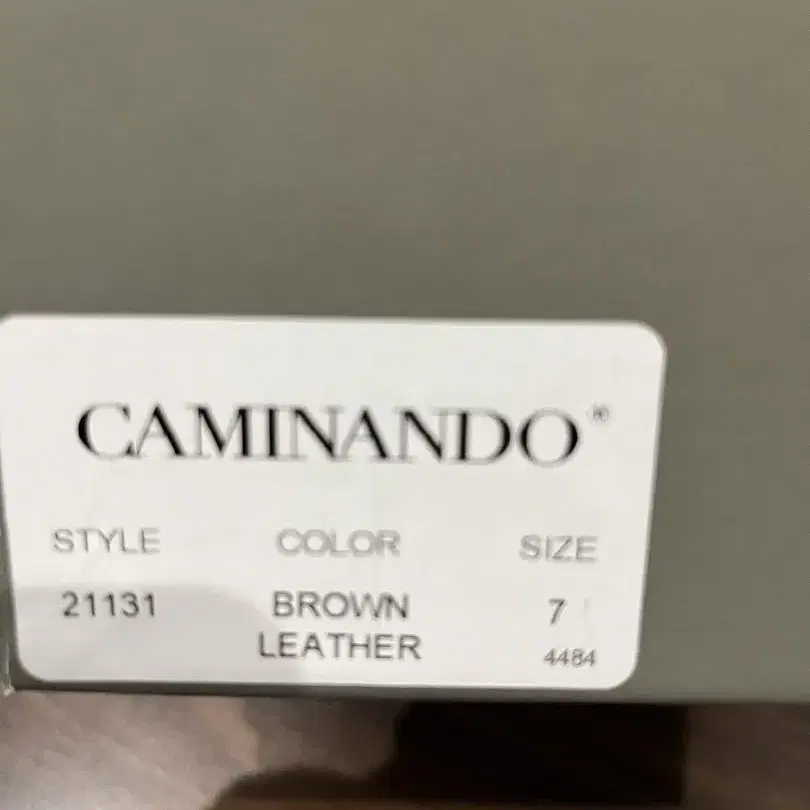 CAMINANDO®
STYLE COLOR SIZE
21131 BROWN 7
LEATHER 4484